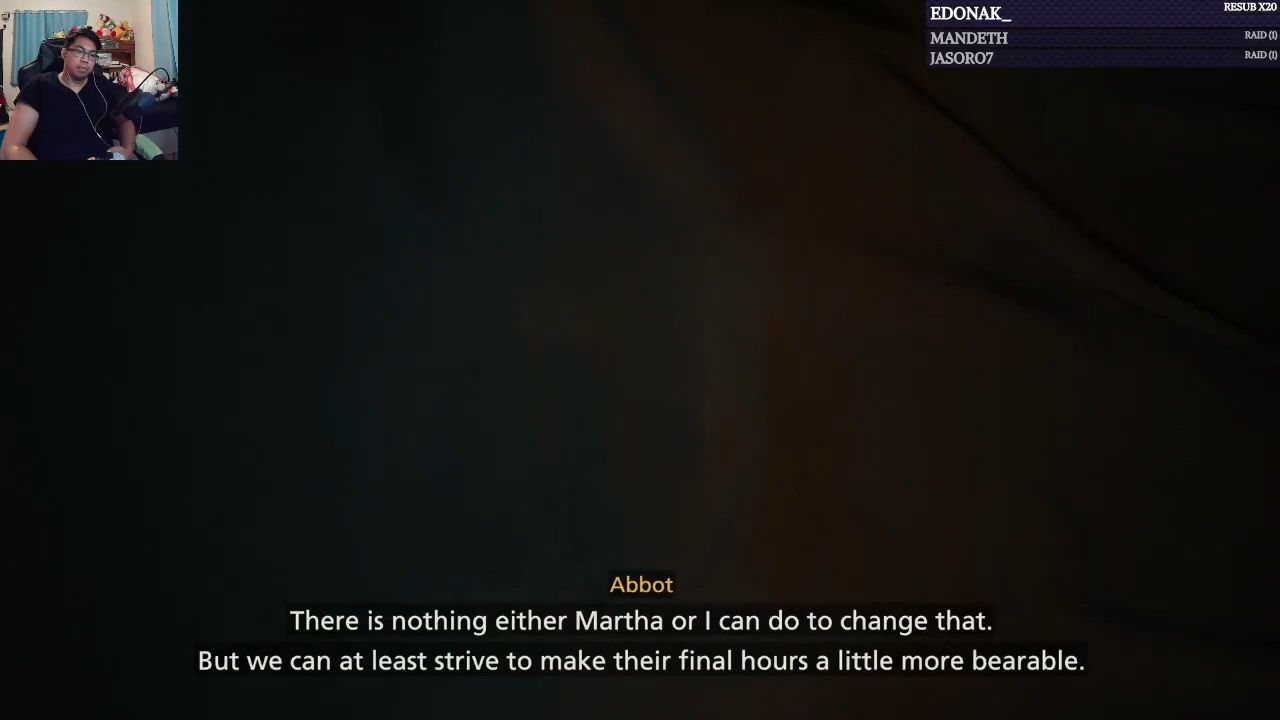 EDONAK_ RESUB X20
MANDETH RAID (1)
JASORO7 RAID (1)
Abbot
There is nothing either Martha or I can do to change that.
But we can at least strive to make their final hours a little more bearable.